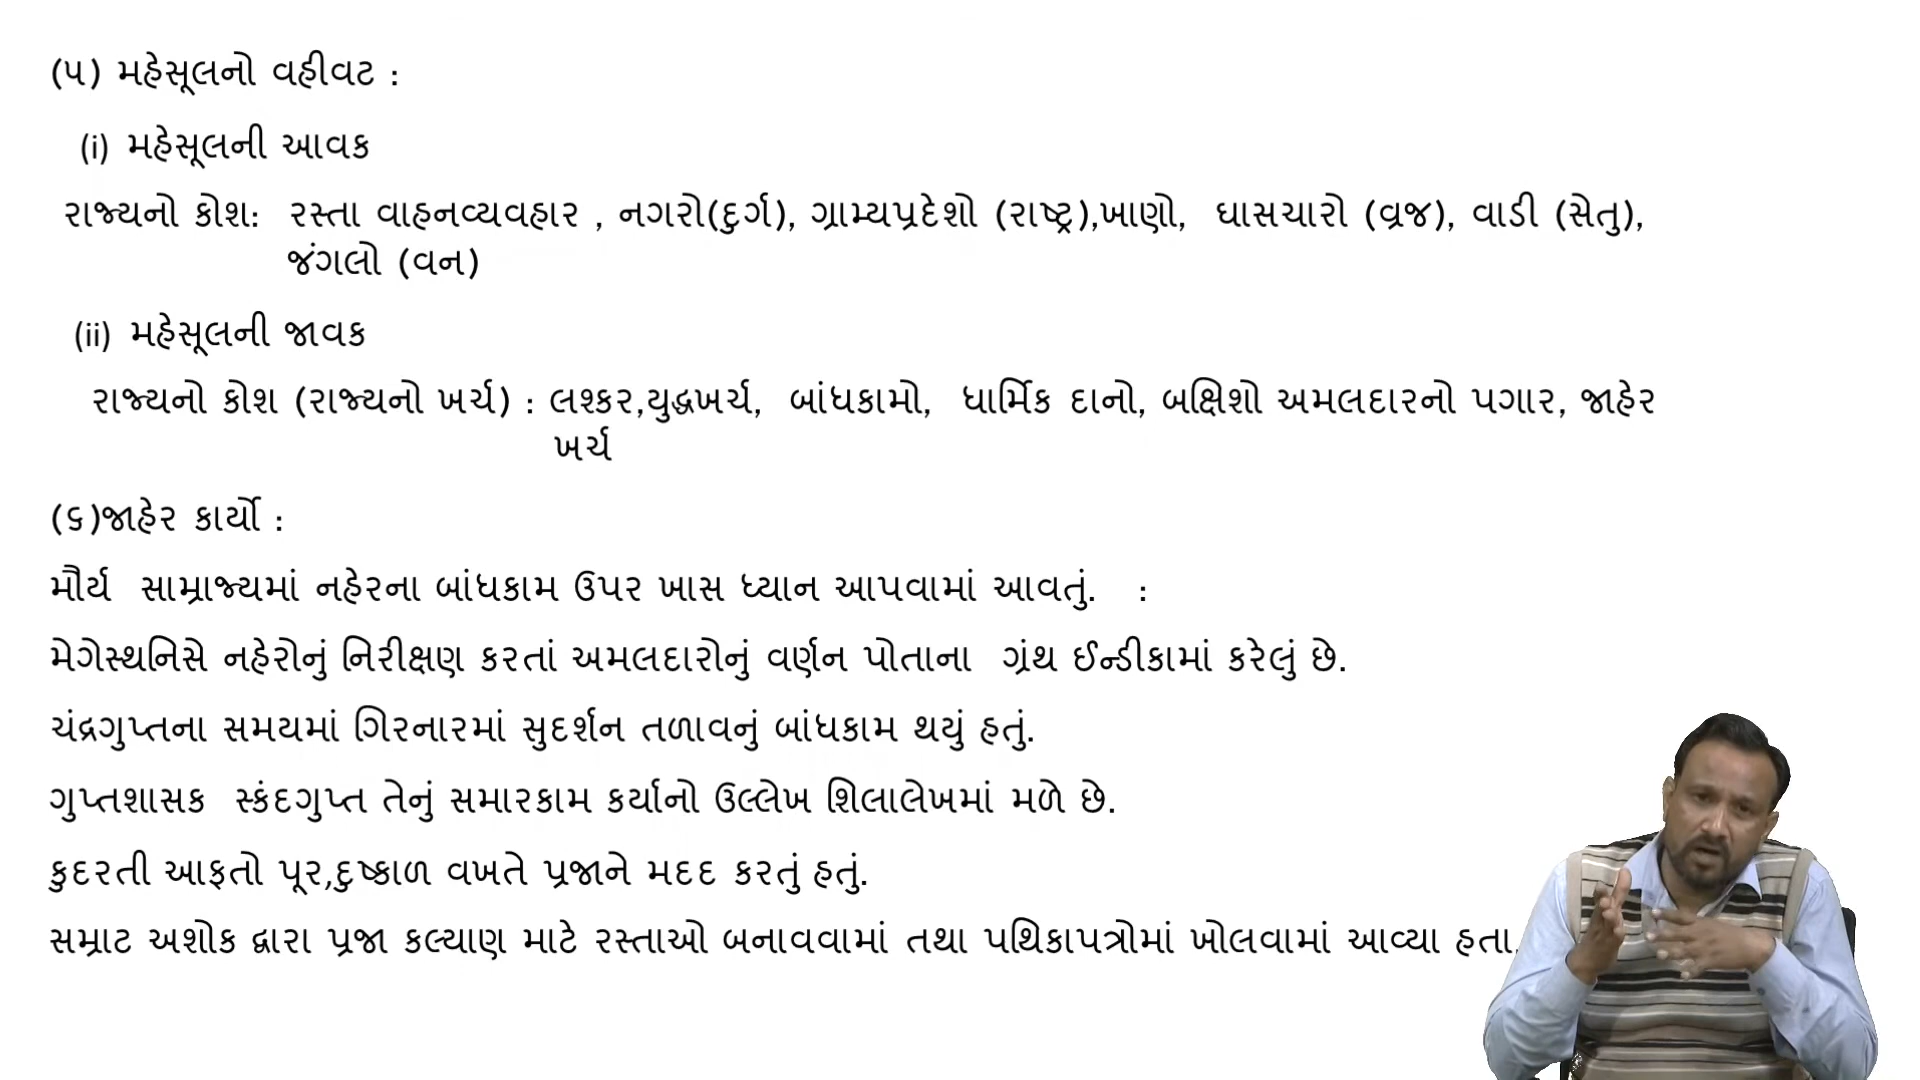 (૫) મહેસૂલનો વહીવટ :
(i) મહેસૂલની આવક
રાજ્યનો કોશ: રસ્તા વાહનવ્યવહાર , નગરો(દુર્ગ), ગ્રામ્યપ્રદેશો (રાષ્ટ્ર),ખાણો, ઘાસચારો (વ્રજ), વાડી (સેતુ),
જંગલો (વન)
(ii) મહેસૂલની જાવક
રાજ્યનો કોશ (રાજ્યનો ખર્ચ) : લશ્કર,યુદ્ધખર્ચ, બાંધકામો, ધાર્મિક દાનો, બક્ષિશો અમલદારનો પગાર, જાહેર
ખર્ચ
(૬)જાહેર કાર્યો :
મૌર્ય સામ્રાજ્યમાં નહેરના બાંધકામ ઉપર ખાસ ધ્યાન આપવામાં આવતું. :
મેગેસ્થનિસે નહેરોનું નિરીક્ષણ કરતાં અમલદારોનું વર્ણન પોતાના ગ્રંથ ઈન્ડીકામાં કરેલું છે.
ચંદ્રગુપ્તના સમયમાં ગિરનારમાં સુદર્શન તળાવનું બાંધકામ થયું હતું.
ગુપ્તશાસક સ્કંદગુપ્ત તેનું સમારકામ કર્યાનો ઉલ્લેખ શિલાલેખમાં મળે છે.
કુદરતી આફતો પૂર,દુષ્કાળ વખતે પ્રજાને મદદ કરતું હતું.
સમ્રાટ અશોક દ્વારા પ્રજા કલ્યાણ માટે રસ્તાઓ બનાવવામાં તથા પથિકાપત્રોમાં ખોલવામાં આવ્યા હતા.